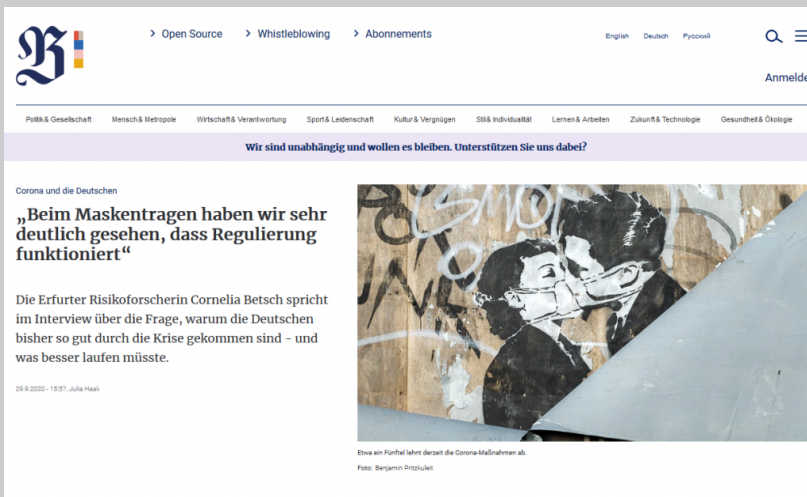 B
Open Source
Whistleblowing
Abonnements
English
Deutsch
Русский
Anmelde
Politik & Gesellschaft
Mensch & Metropole
Wirtschaft & Verantwortung
Sport & Leidenschaft
Kultur & Vergnügen
Stil & Individualität
Lernen & Arbeiten
Zukunft & Technologie
Gesundheit & Ökologie
Wir sind unabhängig und wollen es bleiben. Unterstützen Sie uns dabei?
Corona und die Deutschen
„Beim Maskentragen haben wir sehr
deutlich gesehen, dass Regulierung
funktioniert“
Die Erfurter Risikoforscherin Cornelia Betsch spricht
im Interview über die Frage, warum die Deutschen
bisher so gut durch die Krise gekommen sind - und
was besser laufen müsste.
29.9.2020 - 15:57, Julia Haak
Etwa ein Fünftel lehnt derzeit die Corona-Maßnahmen ab.
Foto: Benjamin Pritzkuleit